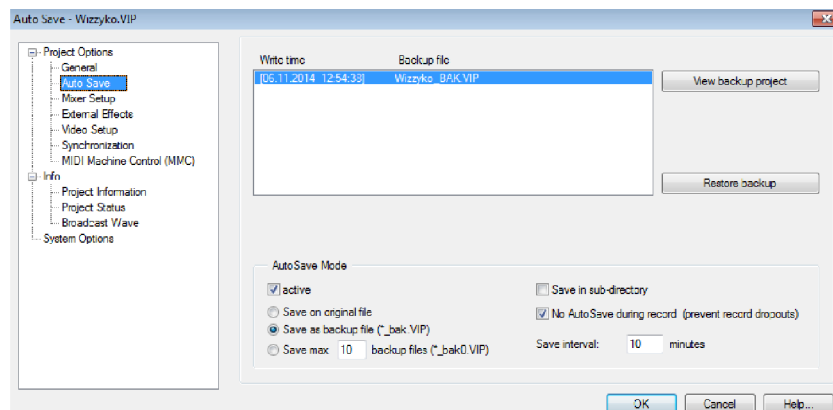 Auto Save - Wizzyko.VIP
Project Options
General
Auto Save
Mixer Setup
External Effects
Video Setup
Synchronization
MIDI Machine Control (MMC)
Info
Project Information
Project Status
Broadcast Wave
System Options
Write time Backup file
[06.11.2014 12:54:38] Wizzyko_BAK.VIP
View backup project
Restore backup
AutoSave Mode
active
Save on original file
Save as backup file (*_bak.VIP)
Save max 10 backup files (*_bak0.VIP)
Save in sub-directory
No AutoSave during record (prevent record dropouts)
Save interval: 10 minutes
OK Cancel Help...